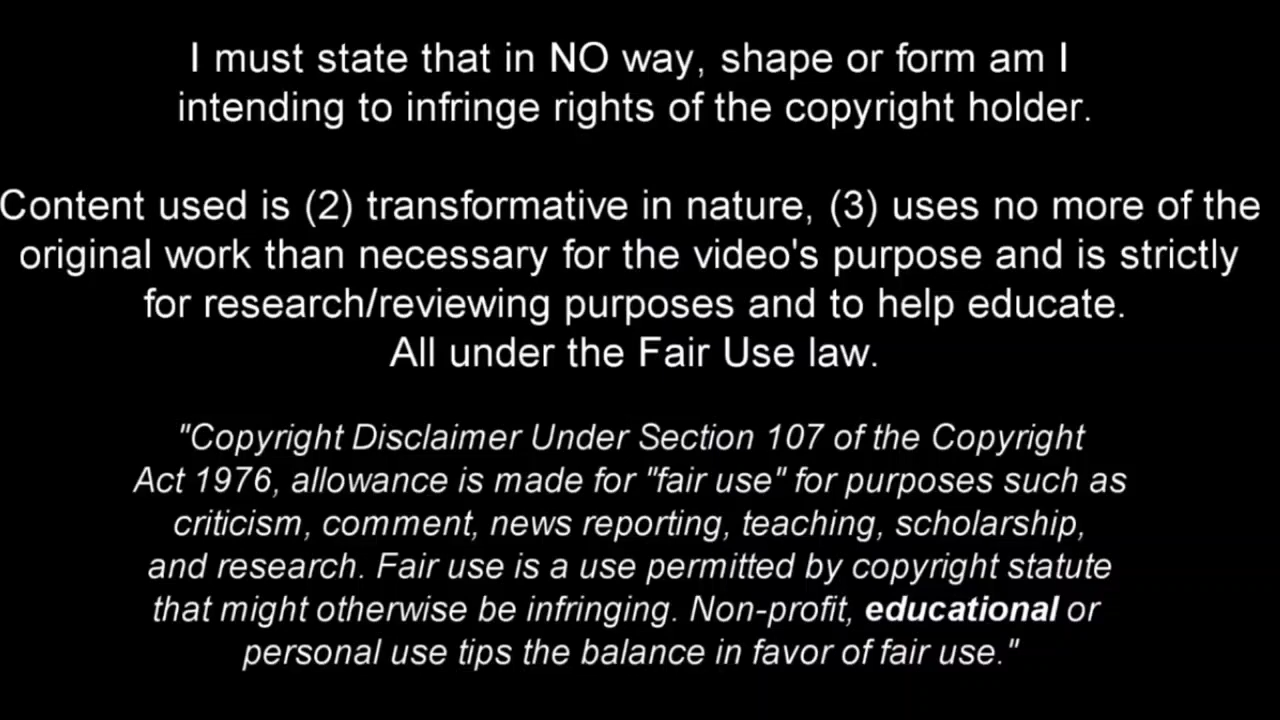 I must state that in NO way, shape or form am I
intending to infringe rights of the copyright holder.
Content used is (2) transformative in nature, (3) uses no more of the
original work than necessary for the video's purpose and is strictly
for research/reviewing purposes and to help educate.
All under the Fair Use law.
"Copyright Disclaimer Under Section 107 of the Copyright
Act 1976, allowance is made for "fair use" for purposes such as
criticism, comment, news reporting, teaching, scholarship,
and research. Fair use is a use permitted by copyright statute
that might otherwise be infringing. Non-profit, educational or
personal use tips the balance in favor of fair use."